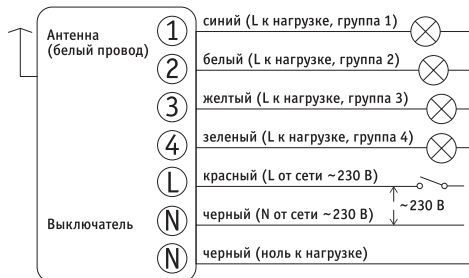 Антенна
(белый провод)
1 синий (L к нагрузке, группа 1)
2 белый (L к нагрузке, группа 2)
3 желтый (L к нагрузке, группа 3)
4 зеленый (L к нагрузке, группа 4)
L красный (L от сети ~230 В)
~230 В
Выключатель N черный (N от сети ~230 В)
N черный (ноль к нагрузке)